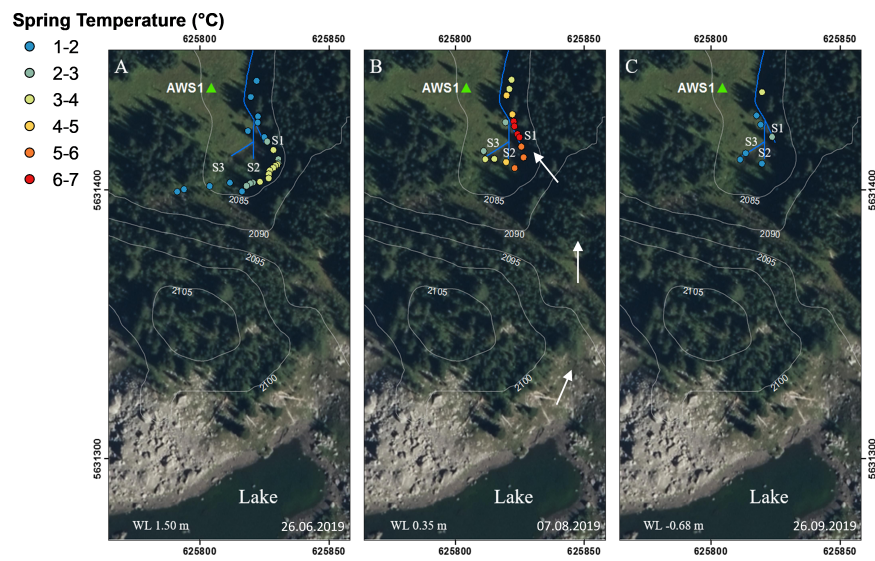 Spring Temperature (°C)
1-2
2-3
3-4
4-5
5-6
6-7
625800
625850
625800
625850
625800
625850
A
AWS1
S1
S2
S3
2085
2090
2095
2105
2100
Lake
WL 1.50 m
26.06.2019
B
AWS1
S1
S3
S2
2085
2090
2095
2105
2100
Lake
WL 0.35 m
07.08.2019
C
AWS1
S1
S3
S2
2085
2090
2095
2105
2100
Lake
WL -0.68 m
26.09.2019
5631400
5631300
5631400
5631300
625800
625850
625800
625850
625800
625850